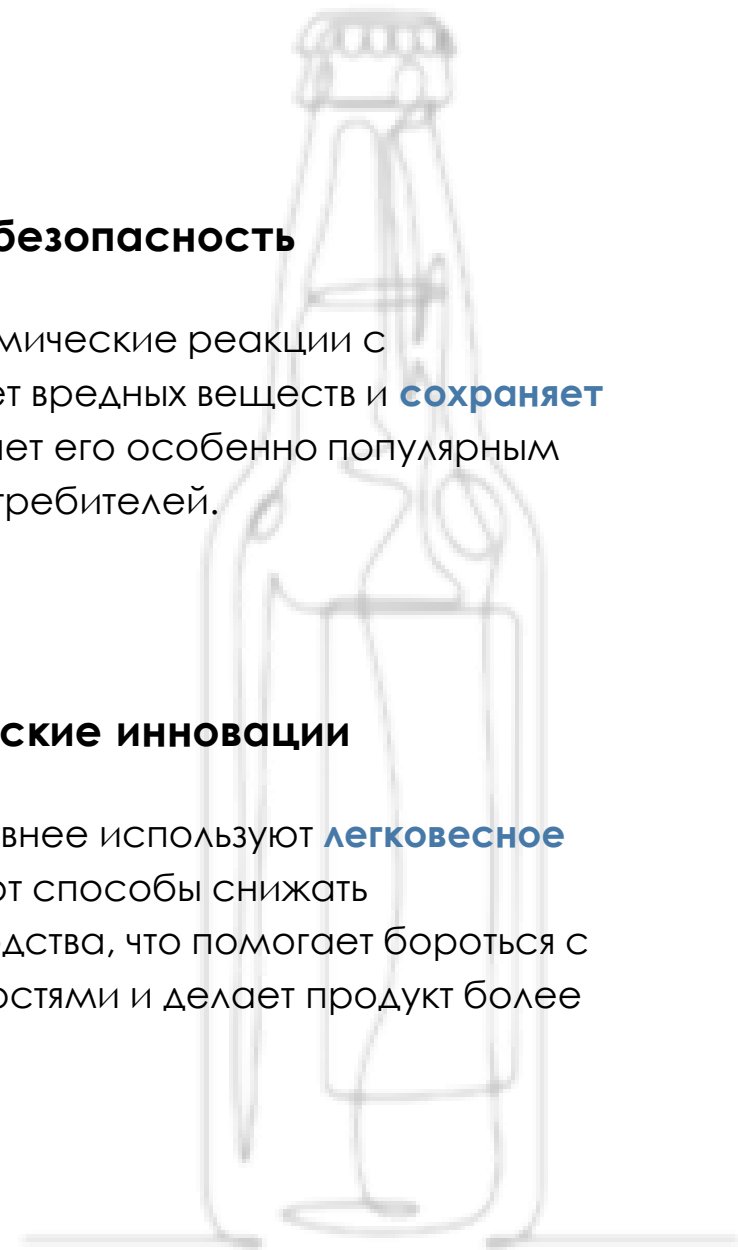 безопасность
мические реакции с
ет вредных веществ и сохраняет
ает его особенно популярным
требителей.
ские инновации
внее используют легковесное
от способы снижать
дства, что помогает бороться с
остями и делает продукт более